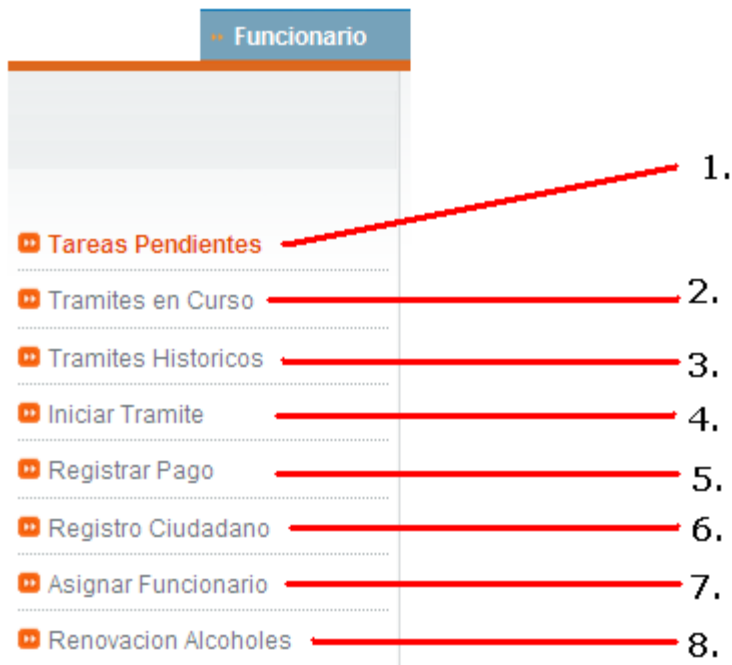 Funcionario
1.
Tareas Pendientes
Tramites en Curso 2.
Tramites Historicos 3.
Iniciar Tramite 4.
Registrar Pago 5.
Registro Ciudadano 6.
Asignar Funcionario 7.
Renovacion Alcoholes 8.